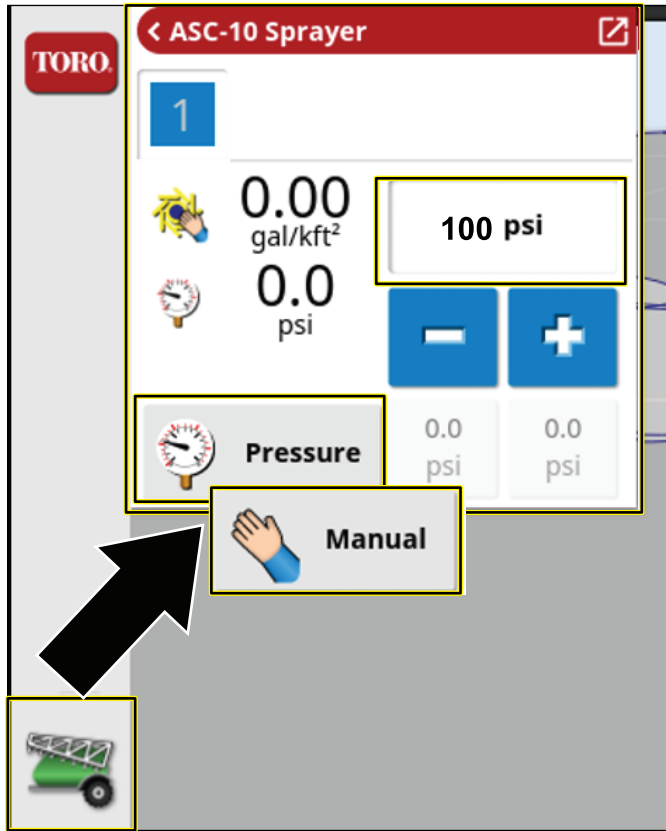 TORO.
< ASC-10 Sprayer
1
0.00
gal/kft²
100 psi
0.0
psi
Pressure
0.0
psi
0.0
psi
Manual